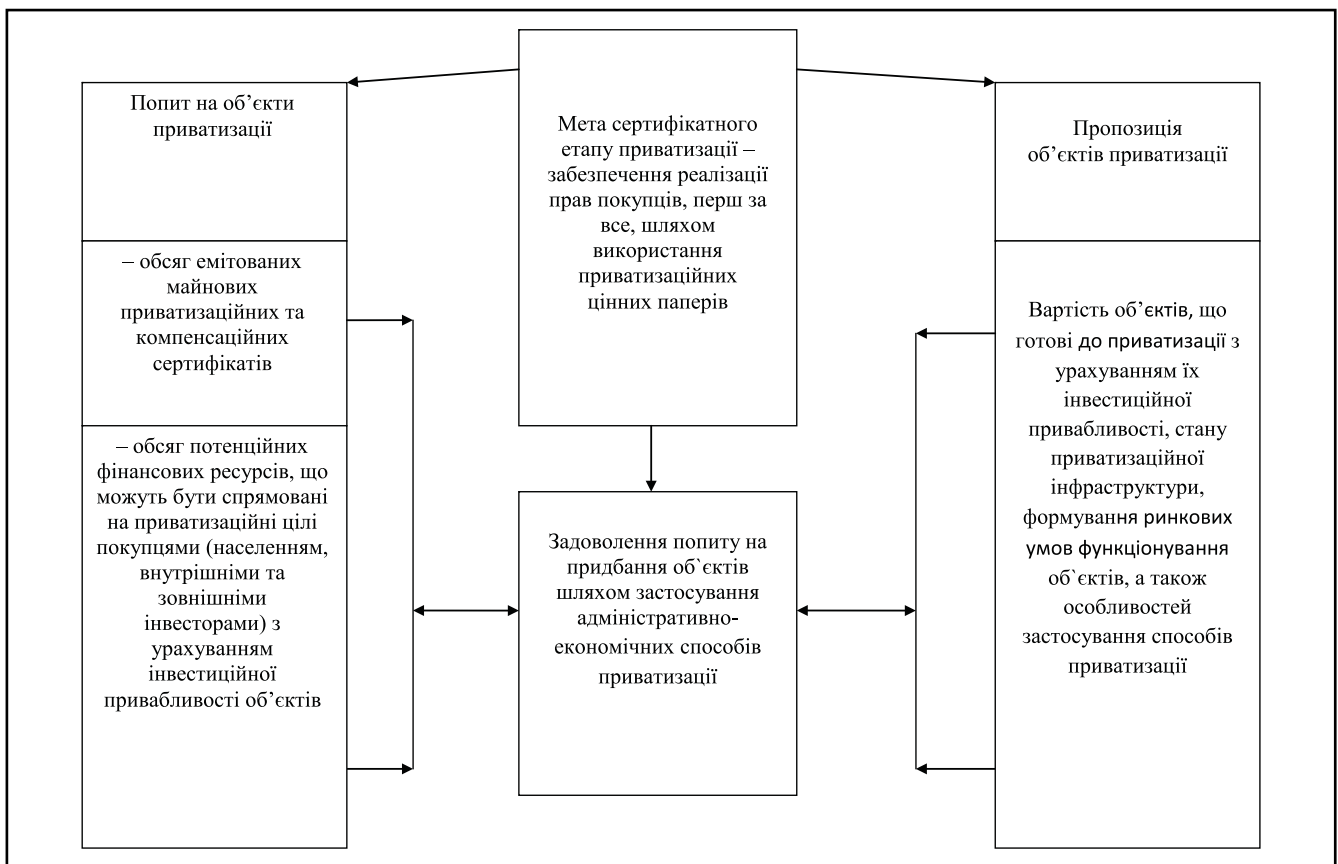 Попит на об’єкти
приватизації
– обсяг емітованих
майнових
приватизаційних та
компенсаційних
сертифікатів
– обсяг потенційних
фінансових ресурсів, що
можуть бути спрямовані
на приватизаційні цілі
покупцями (населенням,
внутрішніми та
зовнішніми
інвесторами) з
урахуванням
інвестиційної
привабливості об’єктів
Мета сертифікатного
етапу приватизації –
забезпечення реалізації
прав покупців, перш за
все, шляхом
використання
приватизаційних
цінних паперів
Задоволення попиту на
придбання об`єктів
шляхом застосування
адміністративно-
економічних способів
приватизації
Пропозиція
об’єктів приватизації
Вартість об’єктів, що
готові до приватизації з
урахуванням їх
інвестиційної
привабливості, стану
приватизаційної
інфраструктури,
формування ринкових
умов функціонування
об`єктів, а також
особливостей
застосування способів
приватизації